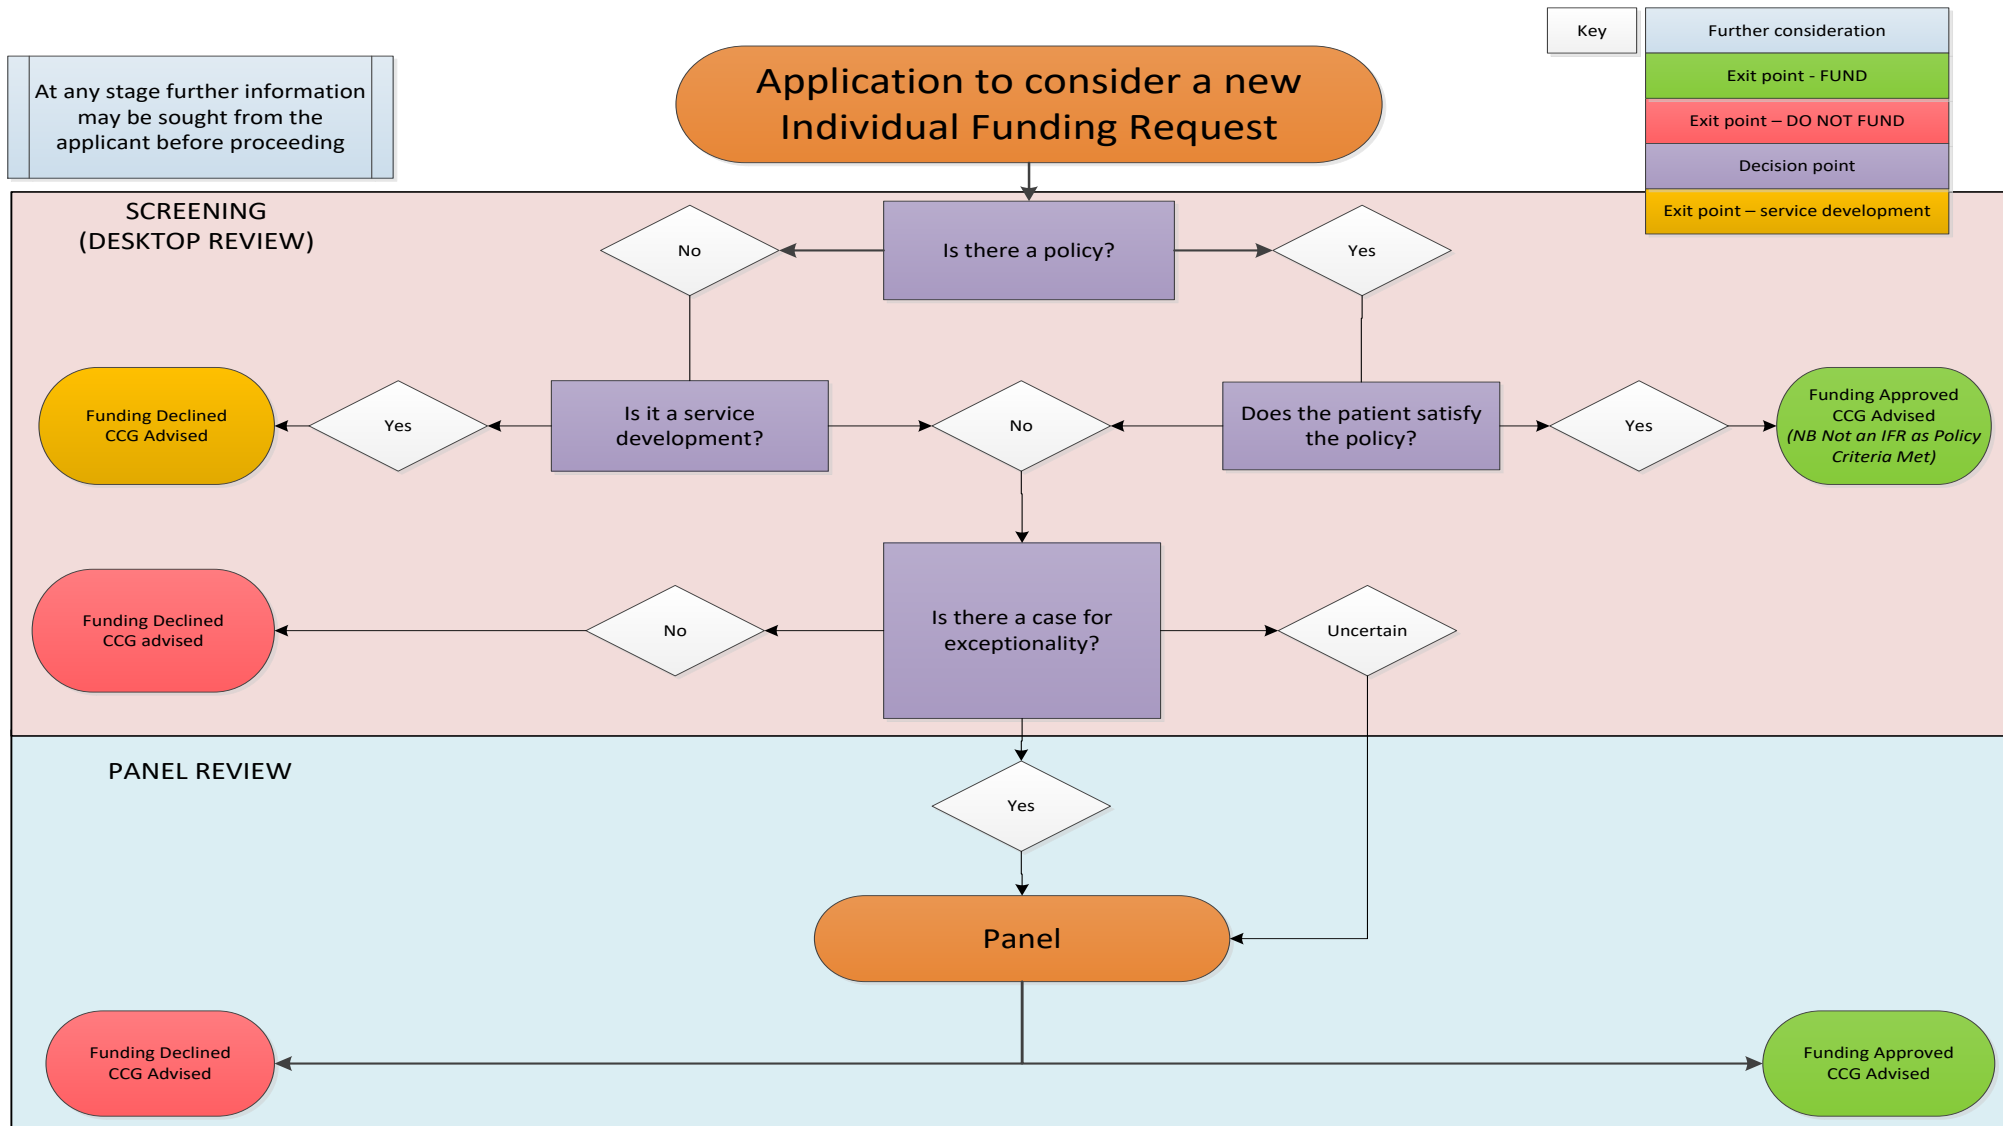 Key
Further consideration
Exit point - FUND
Exit point – DO NOT FUND
Decision point
Exit point – service development
At any stage further information
may be sought from the
applicant before proceeding
Application to consider a new
Individual Funding Request
SCREENING
(DESKTOP REVIEW)
No
Is there a policy?
Yes
Funding Declined
CCG Advised
Yes
Is it a service
development?
No
Does the patient satisfy
the policy?
Yes
Funding Approved
CCG Advised
(NB Not an IFR as Policy
Criteria Met)
Funding Declined
CCG advised
No
Is there a case for
exceptionality?
Uncertain
PANEL REVIEW
Yes
Panel
Funding Declined
CCG Advised
Funding Approved
CCG Advised